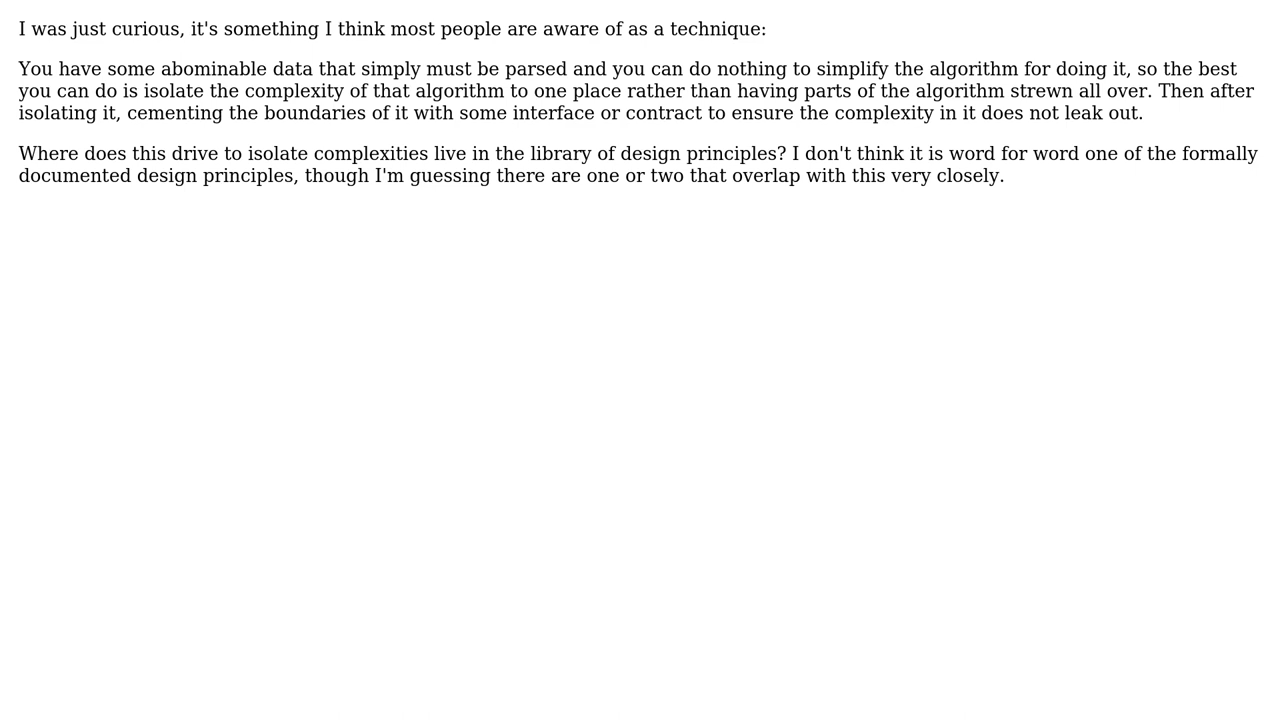 I was just curious, it's something I think most people are aware of as a technique:
You have some abominable data that simply must be parsed and you can do nothing to simplify the algorithm for doing it, so the best
you can do is isolate the complexity of that algorithm to one place rather than having parts of the algorithm strewn all over. Then after
isolating it, cementing the boundaries of it with some interface or contract to ensure the complexity in it does not leak out.
Where does this drive to isolate complexities live in the library of design principles? I don't think it is word for word one of the formally
documented design principles, though I'm guessing there are one or two that overlap with this very closely.